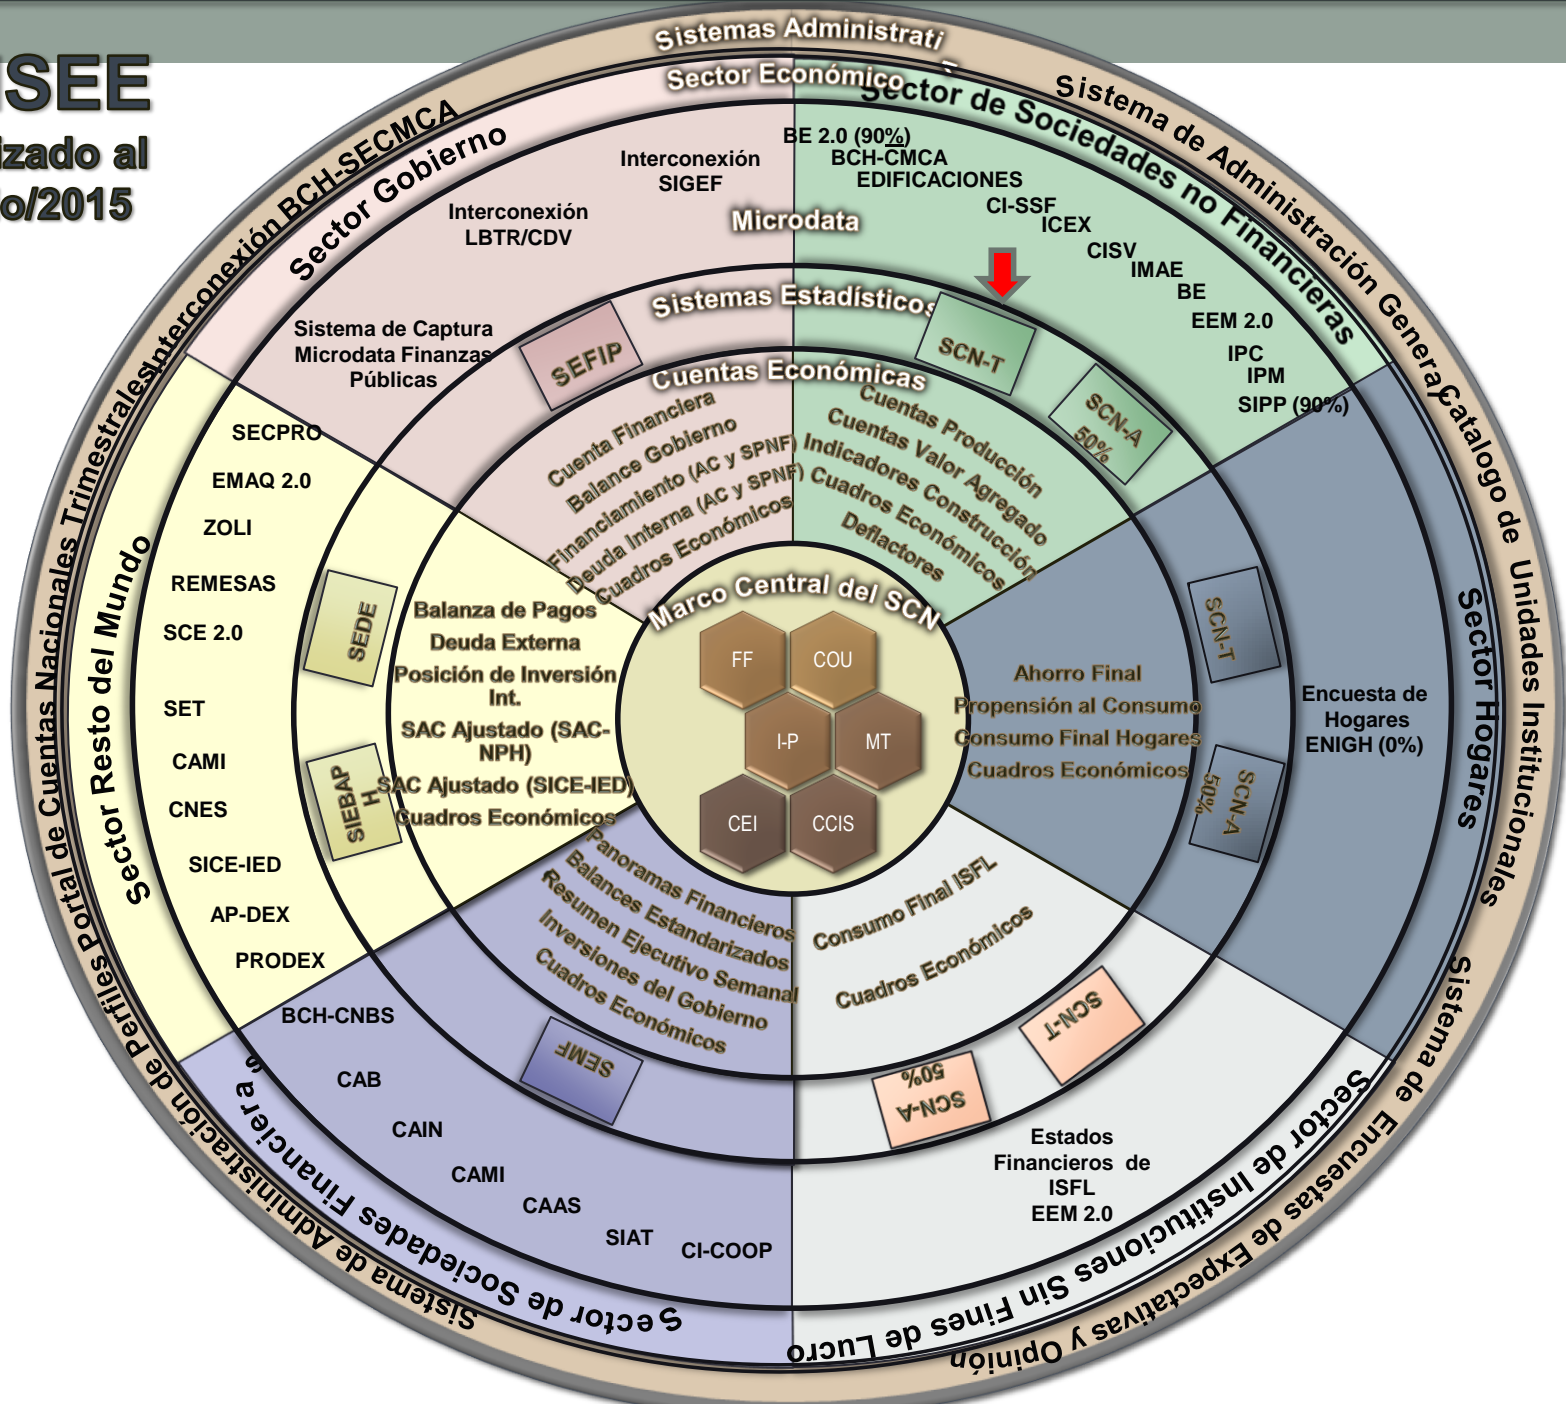 ISEE
izado al
o/2015
Sistemas Administrati
Sector Económico
Microdata
Sistemas Estadísticos
Cuentas Económicas
Marco Central del SCN
FF
COU
I-P
MT
CEI
CCIS
Interconexión BCH-SECMCA
Sistema de Administración General
Catalogo de Unidades Institucionales
Sistema de Encuestas de Expectativas y Opinión
Sistema de Administración de Perfiles
Portal de Cuentas Nacionales Trimestrales
Sector Gobierno
Interconexión
SIGEF
Interconexión
LBTR/CDV
Sistema de Captura
Microdata Finanzas
Públicas
SEFIP
Cuenta Financiera
Balance Gobierno
Financiamiento (AC y SPNF)
Deuda Interna (AC y SPNF)
Cuadros Económicos
Sector de Sociedades no Financieras
BE 2.0 (90%)
BCH-CMCA
EDIFICACIONES
CI-SSF
ICEX
CISV
IMAE
BE
EEM 2.0
IPC
IPM
SIPP (90%)
SCN-T
SCN-A
50%
Cuentas Producción
Cuentas Valor Agregado
Indicadores Construcción
Cuadros Económicos
Deflactores
Sector Hogares
Encuesta de
Hogares
ENIGH (0%)
SCN-T
SCN-A
50%
Ahorro Final
Propensión al Consumo
Consumo Final Hogares
Cuadros Económicos
Sector de Instituciones Sin Fines de Lucro
Estados
Financieros de
ISFL
EEM 2.0
SCN-T
SCN-A
50%
Consumo Final ISFL
Cuadros Económicos
Sector de Sociedades Financiera s
BCH-CNBS
CAB
CAIN
CAMI
CAAS
SIAT
CI-COOP
SEMF
Panoramas Financieros
Balances Estandarizados
Resumen Ejecutivo Semanal
Inversiones del Gobierno
Cuadros Económicos
Sector Resto del Mundo
SECPRO
EMAQ 2.0
ZOLI
REMESAS
SCE 2.0
SET
CAMI
CNES
SICE-IED
AP-DEX
PRODEX
SEDE
SIEBAP
H
Balanza de Pagos
Deuda Externa
Posición de Inversión
Int.
SAC Ajustado (SAC-
NPH)
SAC Ajustado (SICE-IED)
Cuadros Económicos